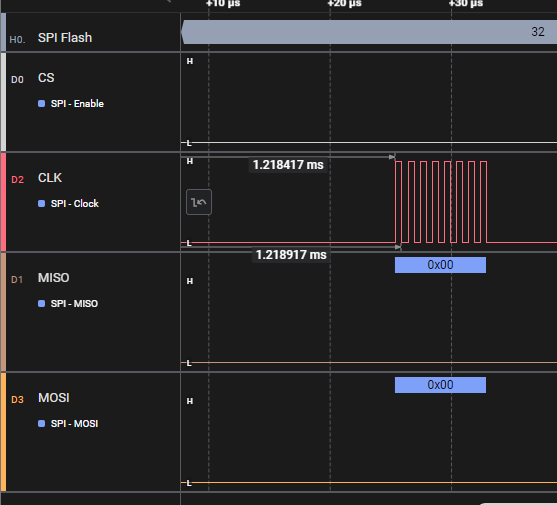 +10 µs +20 µs +30 µs
H0. SPI Flash 32
D0 CS H
SPI - Enable
L
H
1.218417 ms
D2 CLK
SPI - Clock
L
1.218917 ms
0x00
D1 MISO H
SPI - MISO
L
0x00
D3 MOSI H
SPI - MOSI
L